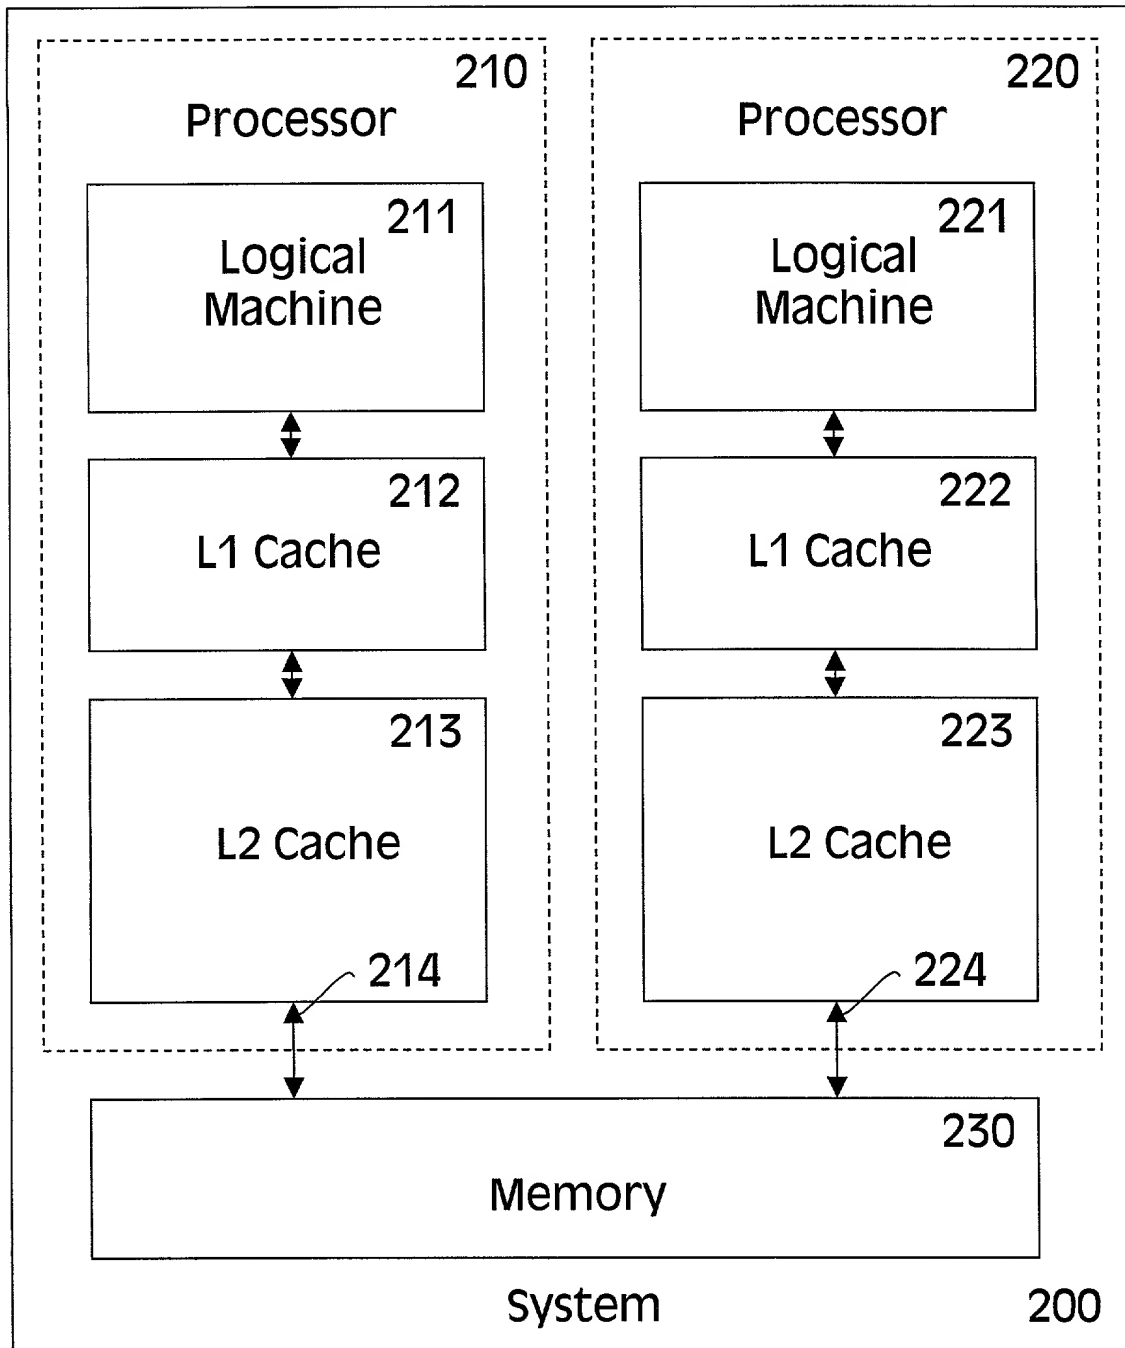 210
Processor
211
Logical
Machine
212
L1 Cache
213
L2 Cache
214
220
Processor
221
Logical
Machine
222
L1 Cache
223
L2 Cache
224
230
Memory
System 200